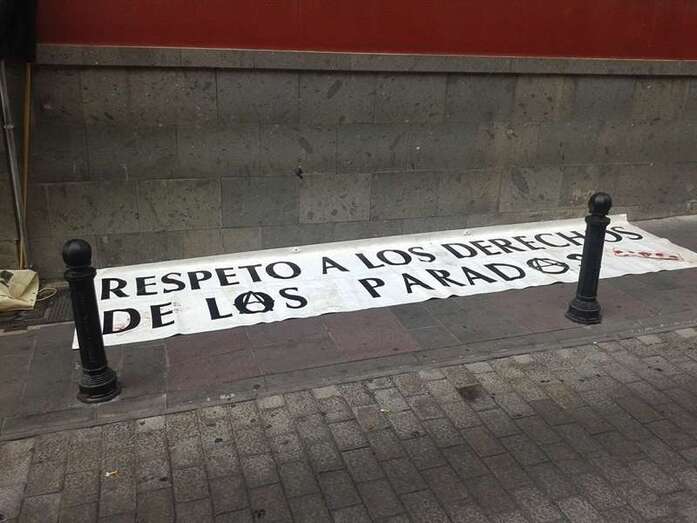 RESPETO A LOS DERECHOS
DE LOS PARADOS